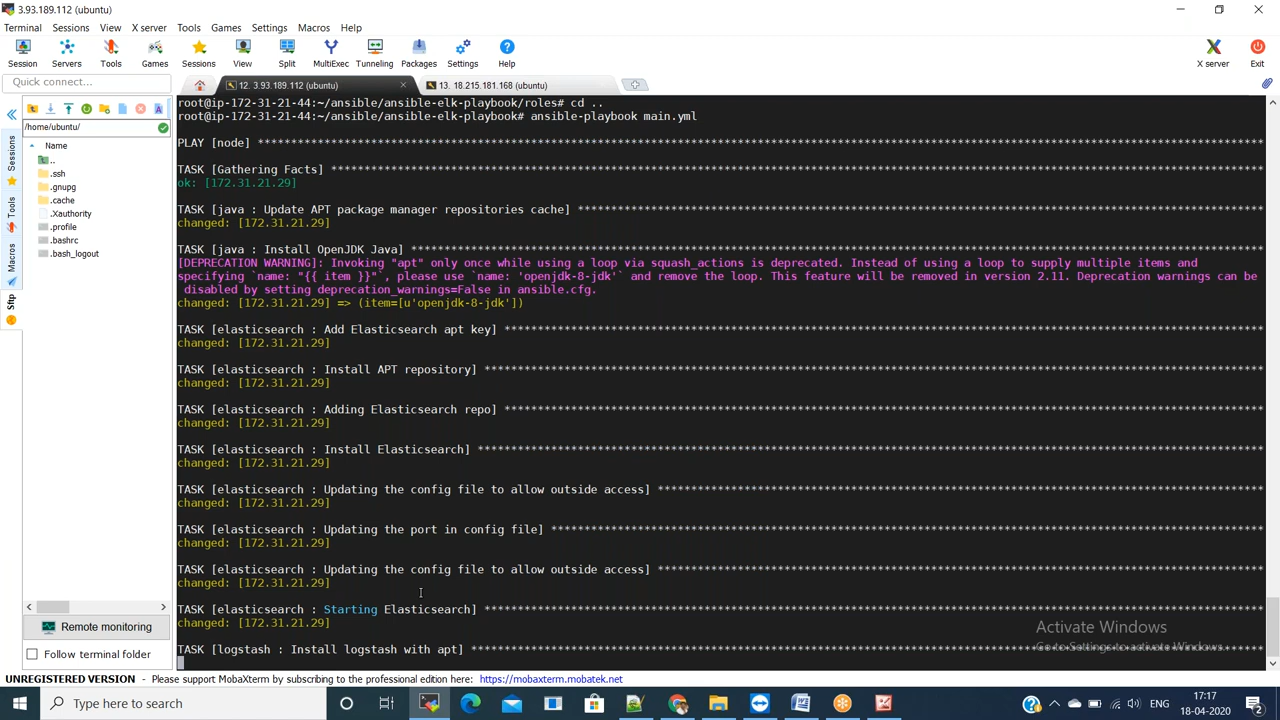 3.93.189.112 (ubuntu)
Terminal Sessions View X server Tools Games Settings Macros Help
Session Servers Tools Games Sessions View Split MultiExec Tunneling Packages Settings Help X server Exit
Quick connect...
12. 3.93.189.112 (ubuntu)
13. 18.215.181.168 (ubuntu)
/home/ubuntu/
Name
..
.ssh
.gnupg
.cache
.Xauthority
.profile
.bashrc
.bash_logout
Sessions
Tools
Macros
Sftp
Remote monitoring
Follow terminal folder
root@ip-172-31-21-44:~/ansible/ansible-elk-playbook/roles# cd ..
root@ip-172-31-21-44:~/ansible/ansible-elk-playbook# ansible-playbook main.yml
PLAY [node] ****************************************************************************************************
TASK [Gathering Facts] ****************************************************************************************************
ok: [172.31.21.29]
TASK [java : Update APT package manager repositories cache] ****************************************************************************************************
changed: [172.31.21.29]
TASK [java : Install OpenJDK Java] ****************************************************************************************************
[DEPRECATION WARNING]: Invoking "apt" only once while using a loop via squash_actions is deprecated. Instead of using a loop to supply multiple items and
specifying `name: "{{ item }}"`, please use `name: 'openjdk-8-jdk'` and remove the loop. This feature will be removed in version 2.11. Deprecation warnings can be
disabled by setting deprecation_warnings=False in ansible.cfg.
changed: [172.31.21.29] => (item=[u'openjdk-8-jdk'])
TASK [elasticsearch : Add Elasticsearch apt key] ****************************************************************************************************
changed: [172.31.21.29]
TASK [elasticsearch : Install APT repository] ****************************************************************************************************
changed: [172.31.21.29]
TASK [elasticsearch : Adding Elasticsearch repo] ****************************************************************************************************
changed: [172.31.21.29]
TASK [elasticsearch : Install Elasticsearch] ****************************************************************************************************
changed: [172.31.21.29]
TASK [elasticsearch : Updating the config file to allow outside access] ****************************************************************************************************
changed: [172.31.21.29]
TASK [elasticsearch : Updating the port in config file] ****************************************************************************************************
changed: [172.31.21.29]
TASK [elasticsearch : Updating the config file to allow outside access] ****************************************************************************************************
changed: [172.31.21.29]
TASK [elasticsearch : Starting Elasticsearch] ****************************************************************************************************
changed: [172.31.21.29]
TASK [logstash : Install logstash with apt] ****************************************************************************************************
Activate Windows
Go to Settings to activate Windows.
UNREGISTERED VERSION - Please support MobaXterm by subscribing to the professional edition here: https://mobaxterm.mobatek.net
Type here to search
ENG
17:17
18-04-2020
2